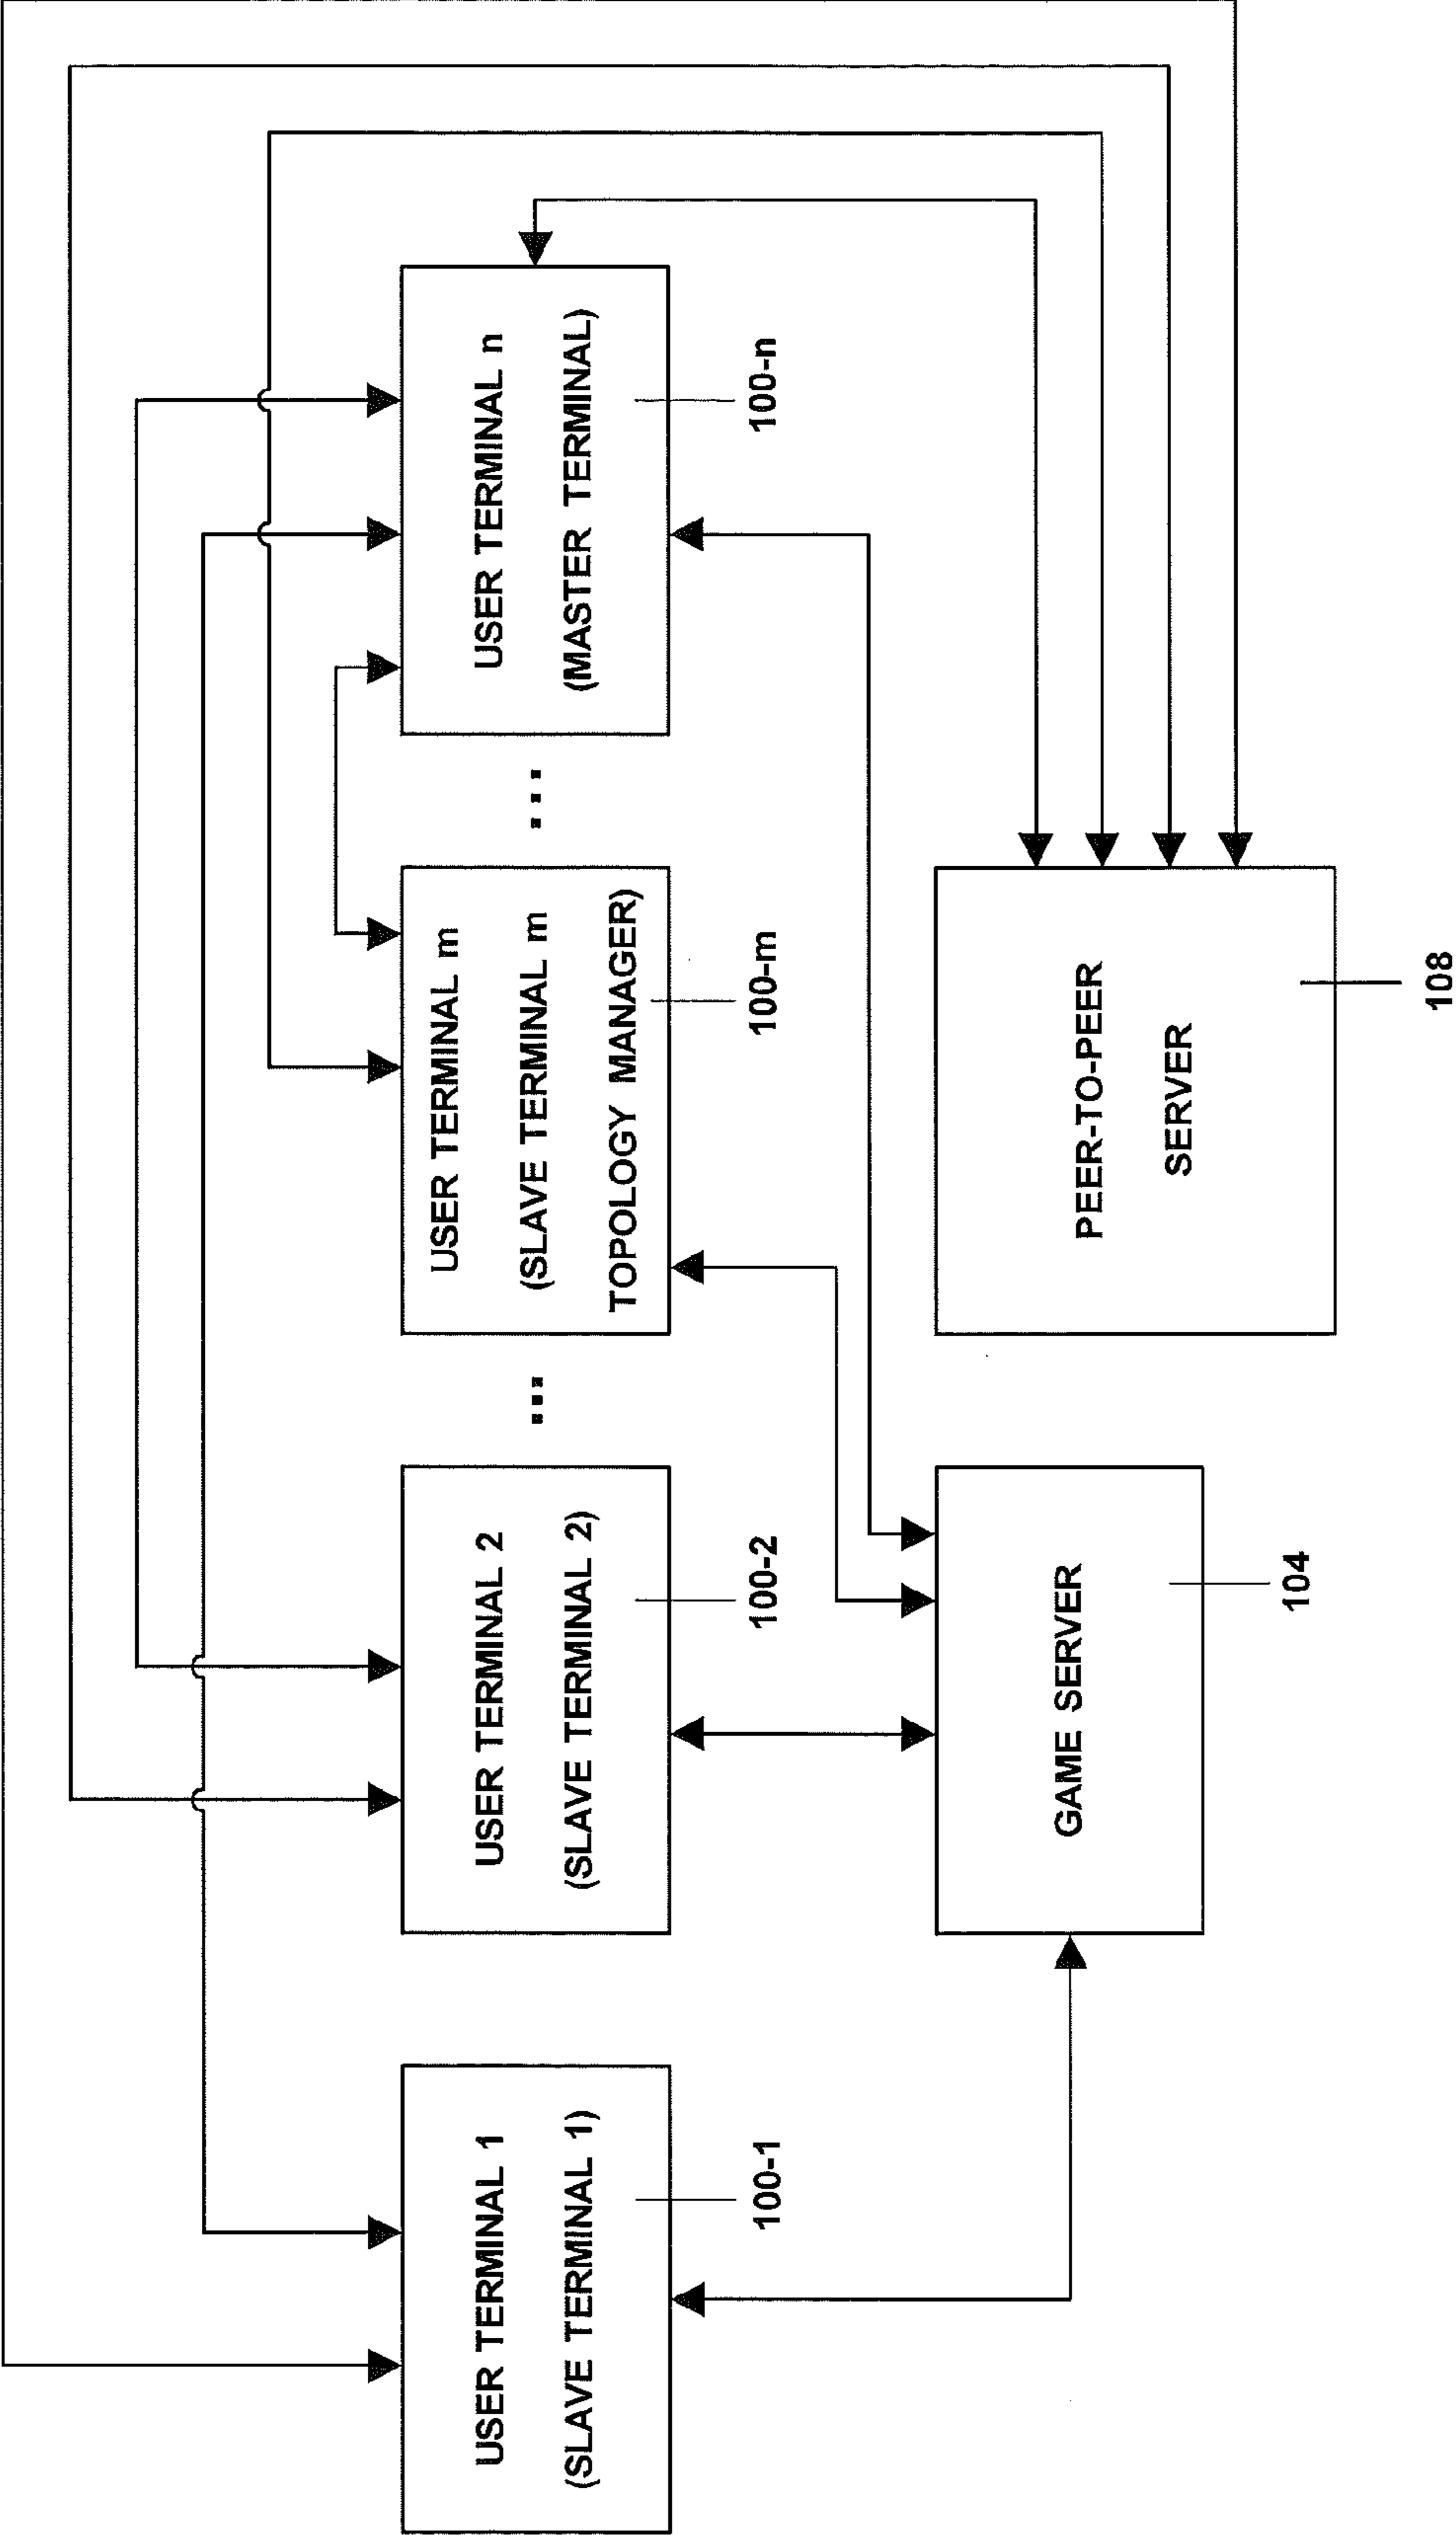 USER TERMINAL 1
(SLAVE TERMINAL 1)
100-1
USER TERMINAL 2
(SLAVE TERMINAL 2)
100-2
...
USER TERMINAL m
(SLAVE TERMINAL m
TOPOLOGY MANAGER)
100-m
...
USER TERMINAL n
(MASTER TERMINAL)
100-n
GAME SERVER
104
PEER-TO-PEER
SERVER
108